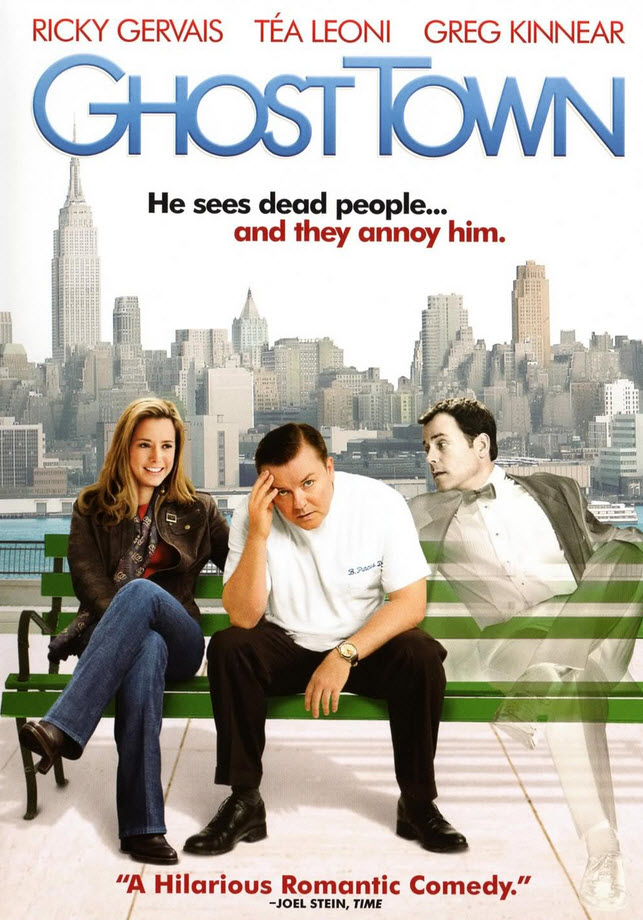 RICKY GERVAIS TÉA LEONI GREG KINNEAR
GHOST TOWN
He sees dead people...
and they annoy him.
B. Pincus D
"A Hilarious Romantic Comedy."
–JOEL STEIN, TIME